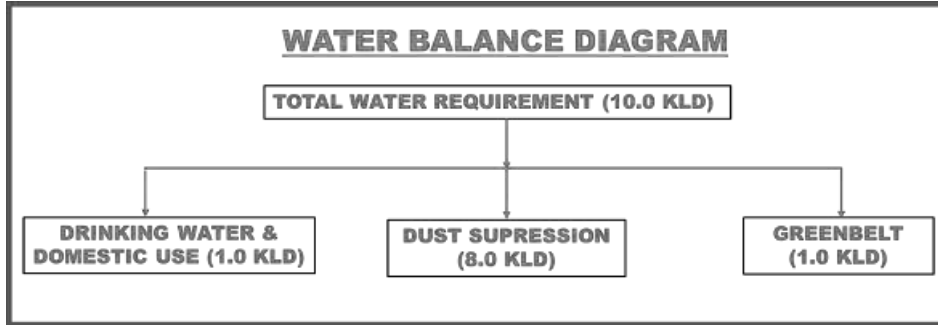 WATER BALANCE DIAGRAM
TOTAL WATER REQUIREMENT (10.0 KLD)
DRINKING WATER &
DOMESTIC USE (1.0 KLD)
DUST SUPRESSION
(8.0 KLD)
GREENBELT
(1.0 KLD)